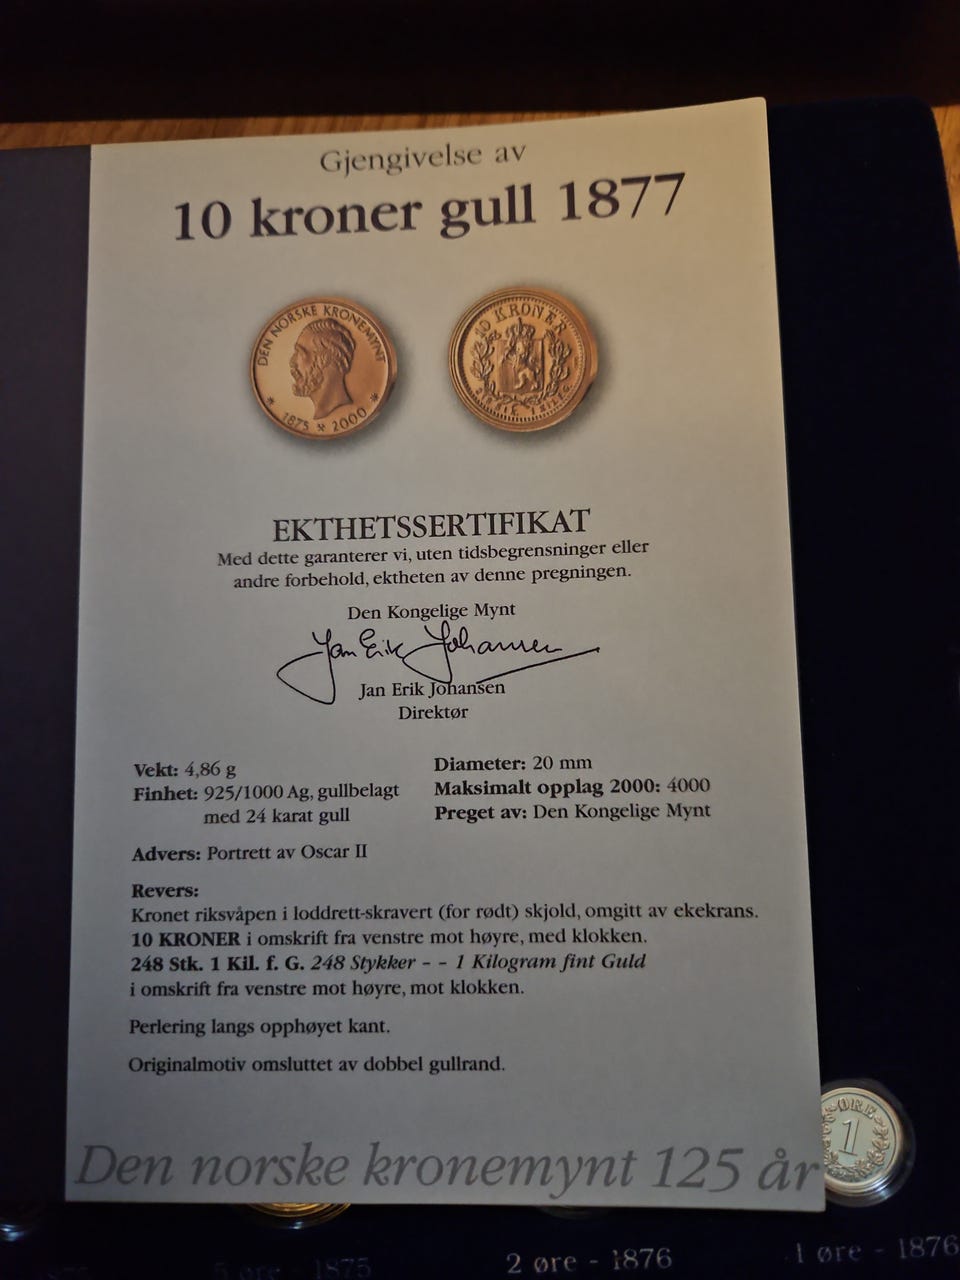 Gjengivelse av
10 kroner gull 1877
DEN NORSKE KRONEMYNT
1875 2000
10 KRONER
EKTHETSSERTIFIKAT
Med dette garanterer vi, uten tidsbegrensninger eller
andre forbehold, ektheten av denne pregningen.
Den Kongelige Mynt
Jan Erik Johansen
Jan Erik Johansen
Direktør
Vekt: 4,86 g
Finhet: 925/1000 Ag, gullbelagt
med 24 karat gull
Diameter: 20 mm
Maksimalt opplag 2000: 4000
Preget av: Den Kongelige Mynt
Advers: Portrett av Oscar II
Revers:
Kronet riksvåpen i loddrett-skravert (for rødt) skjold, omgitt av ekekrans.
10 KRONER i omskrift fra venstre mot høyre, med klokken.
248 Stk. 1 Kil. f. G. 248 Stykker - - 1 Kilogram fint Guld
i omskrift fra venstre mot høyre, mot klokken.
Perlering langs opphøyet kant.
Originalmotiv omsluttet av dobbel gullrand.
Den norske kronemynt 125 år
ØRE
1
5 øre - 1875
2 øre - 1876
1 øre - 1876